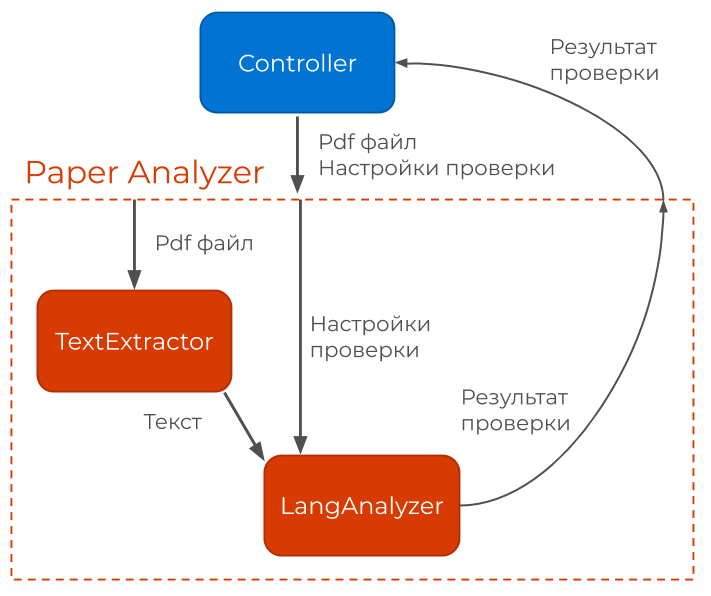 Controller
Результат
проверки
Pdf файл
Настройки проверки
Paper Analyzer
Pdf файл
TextExtractor
Настройки
проверки
Текст
Результат
проверки
LangAnalyzer